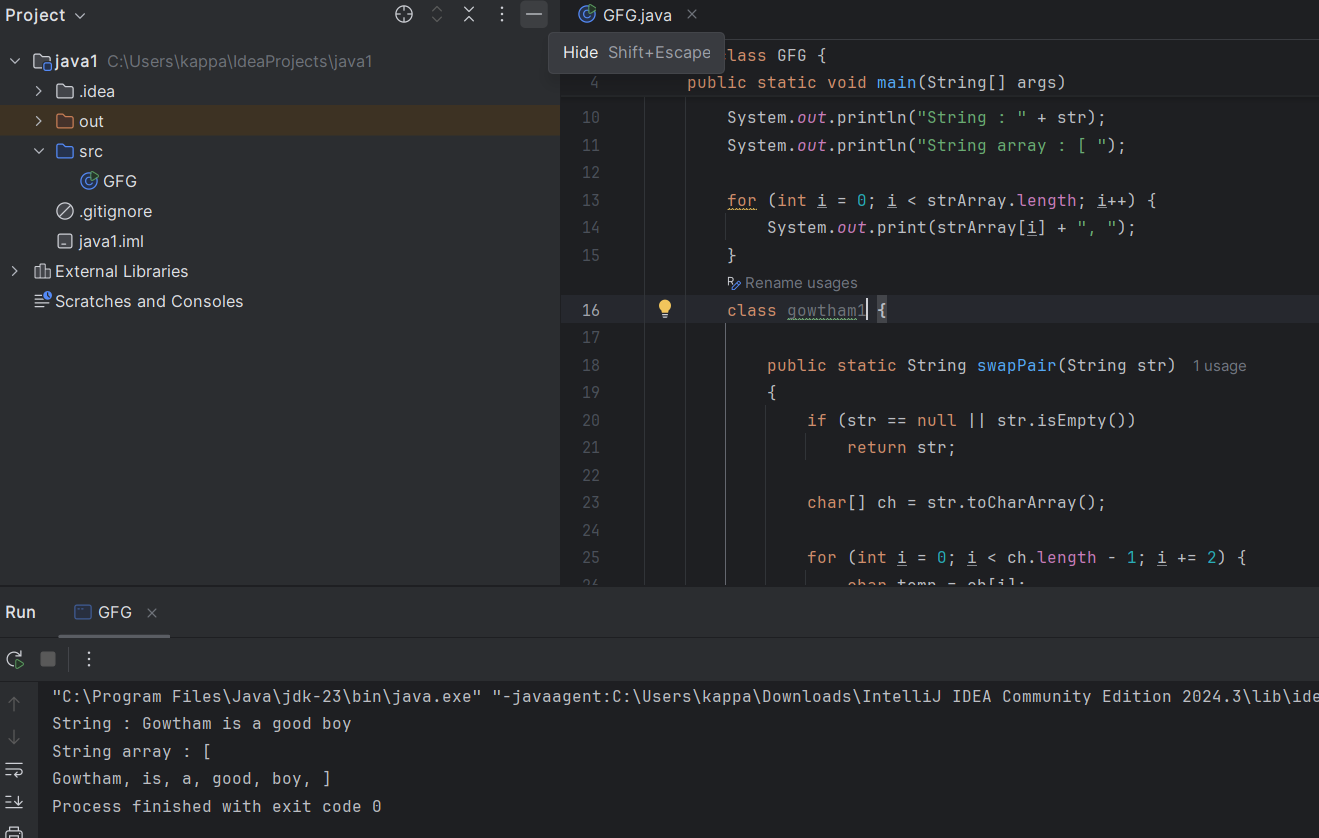 Project
java1 C:\Users\kappa\IdeaProjects\java1
.idea
out
src
GFG
.gitignore
java1.iml
External Libraries
Scratches and Consoles
GFG.java
Hide Shift+Escape
lass GFG {
4 public static void main(String[] args)
10 System.out.println("String : " + str);
11 System.out.println("String array : [ ");
12
13 for (int i = 0; i < strArray.length; i++) {
14 System.out.print(strArray[i] + ", ");
15 }
Rename usages
16 class gowtham1 {
17
18 public static String swapPair(String str) 1 usage
19 {
20 if (str == null || str.isEmpty())
21 return str;
22
23 char[] ch = str.toCharArray();
24
25 for (int i = 0; i < ch.length - 1; i += 2) {
26 char temp = ch[i];
Run GFG
"C:\Program Files\Java\jdk-23\bin\java.exe" "-javaagent:C:\Users\kappa\Downloads\IntelliJ IDEA Community Edition 2024.3\lib\ide
String : Gowtham is a good boy
String array : [
Gowtham, is, a, good, boy, ]
Process finished with exit code 0